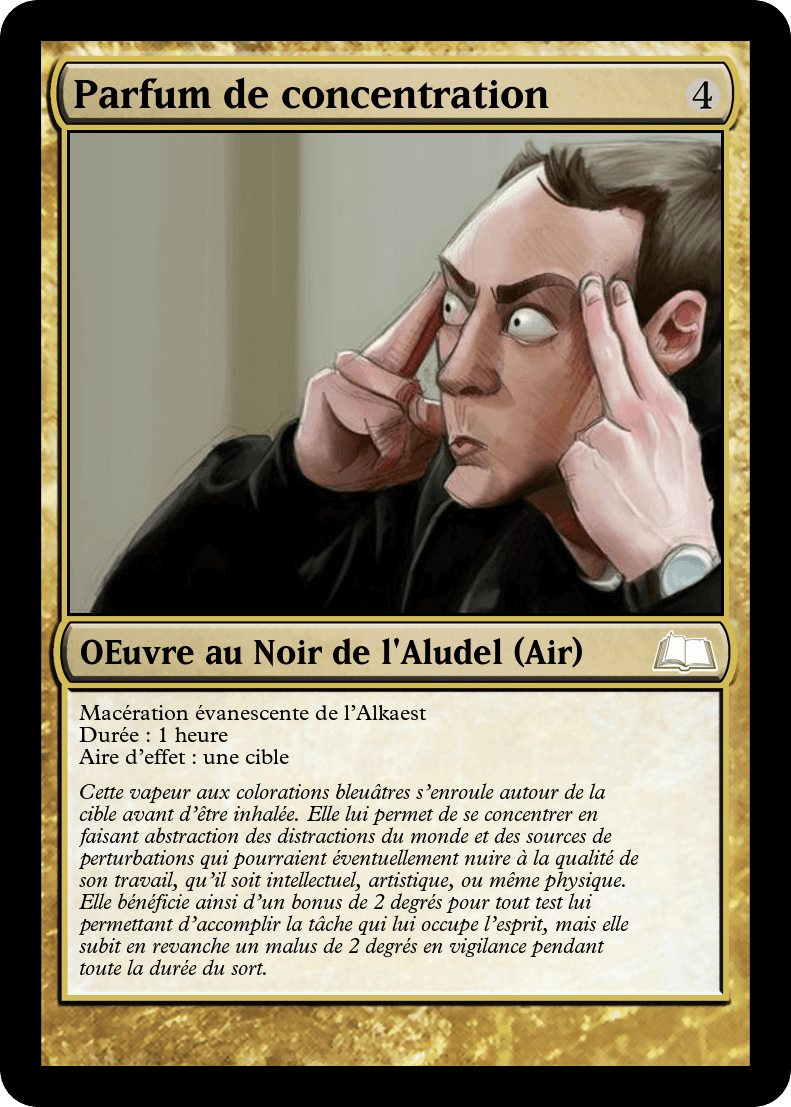 Parfum de concentration
4
OEuvre au Noir de l'Aludel (Air)
Macération évanescente de l’Alkaest
Durée : 1 heure
Aire d’effet : une cible
Cette vapeur aux colorations bleuâtres s’enroule autour de la
cible avant d’être inhalée. Elle lui permet de se concentrer en
faisant abstraction des distractions du monde et des sources de
perturbations qui pourraient éventuellement nuire à la qualité de
son travail, qu’il soit intellectuel, artistique, ou même physique.
Elle bénéficie ainsi d’un bonus de 2 degrés pour tout test lui
permettant d’accomplir la tâche qui lui occupe l’esprit, mais elle
subit en revanche un malus de 2 degrés en vigilance pendant
toute la durée du sort.